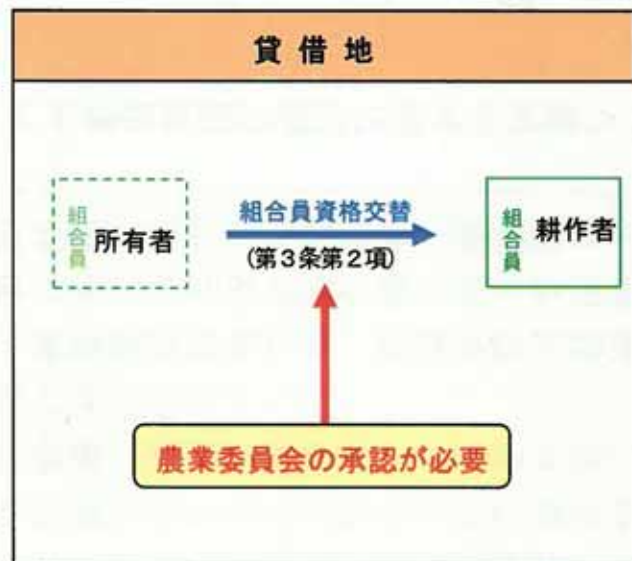 貸借地
組合員
所有者
組合員資格交替
(第3条第2項)
組合員
耕作者
農業委員会の承認が必要